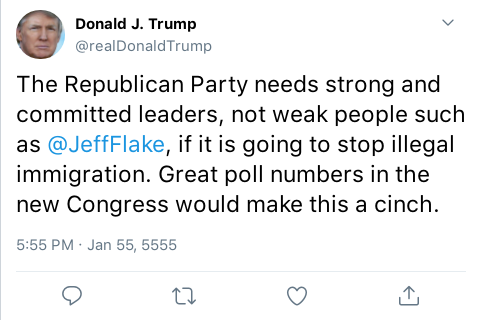 Donald J. Trump
@realDonaldTrump
The Republican Party needs strong and
committed leaders, not weak people such
as @JeffFlake, if it is going to stop illegal
immigration. Great poll numbers in the
new Congress would make this a cinch.
5:55 PM · Jan 55, 5555